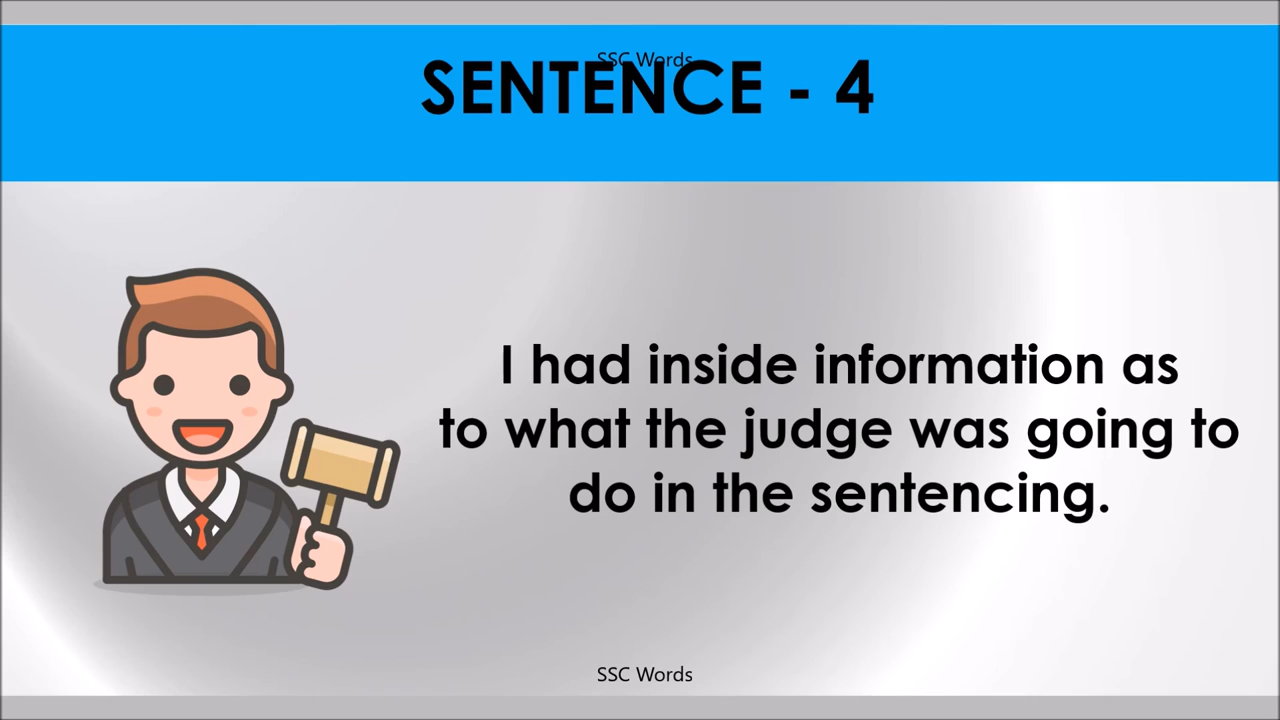 SSC Words
SENTENCE - 4
I had inside information as
to what the judge was going to
do in the sentencing.
SSC Words